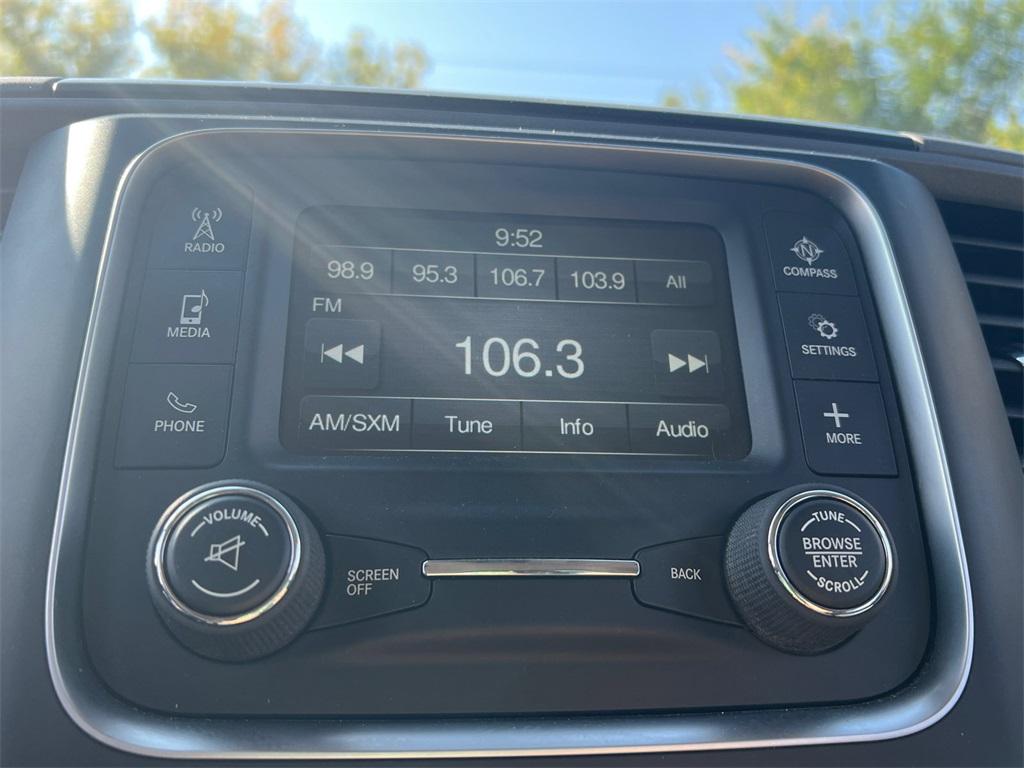 RADIO
MEDIA
PHONE
9:52
98.9 95.3 106.7 103.9 All
FM
106.3
AM/SXM Tune Info Audio
N
COMPASS
SETTINGS
MORE
VOLUME
SCREEN
OFF
BACK
TUNE
BROWSE
ENTER
SCROLL